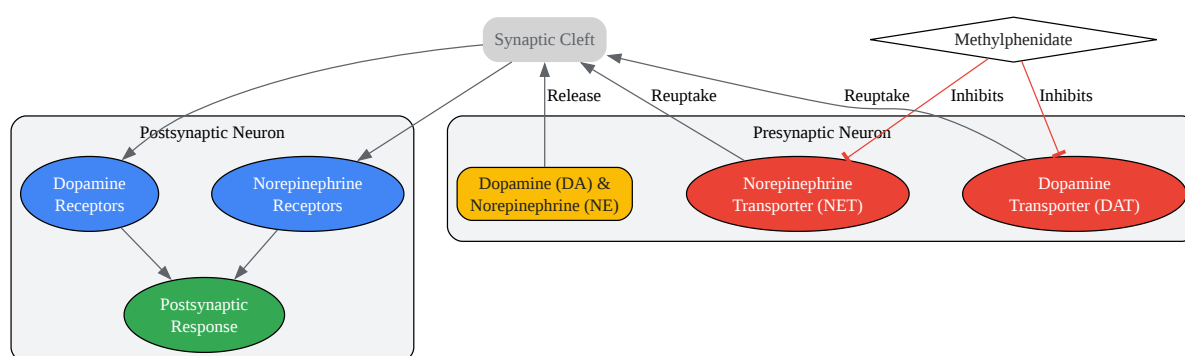 Synaptic Cleft
Methylphenidate
Release
Reuptake
Reuptake
Inhibits
Inhibits
Postsynaptic Neuron
Presynaptic Neuron
Dopamine
Receptors
Norepinephrine
Receptors
Dopamine (DA) &
Norepinephrine (NE)
Norepinephrine
Transporter (NET)
Dopamine
Transporter (DAT)
Postsynaptic
Response